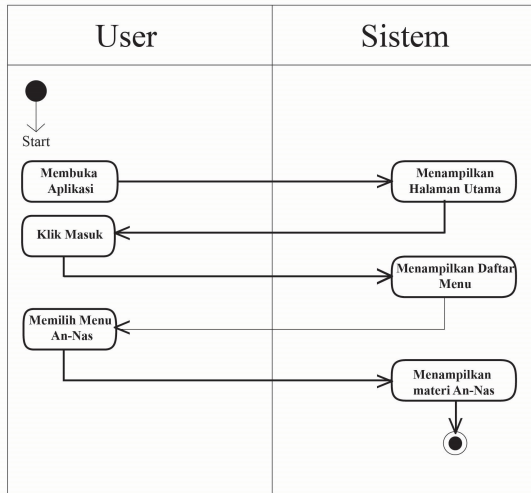 User
Sistem
Start
Membuka
Aplikasi
Menampilkan
Halaman Utama
Klik Masuk
Menampilkan Daftar
Menu
Memilih Menu
An-Nas
Menampilkan
materi An-Nas